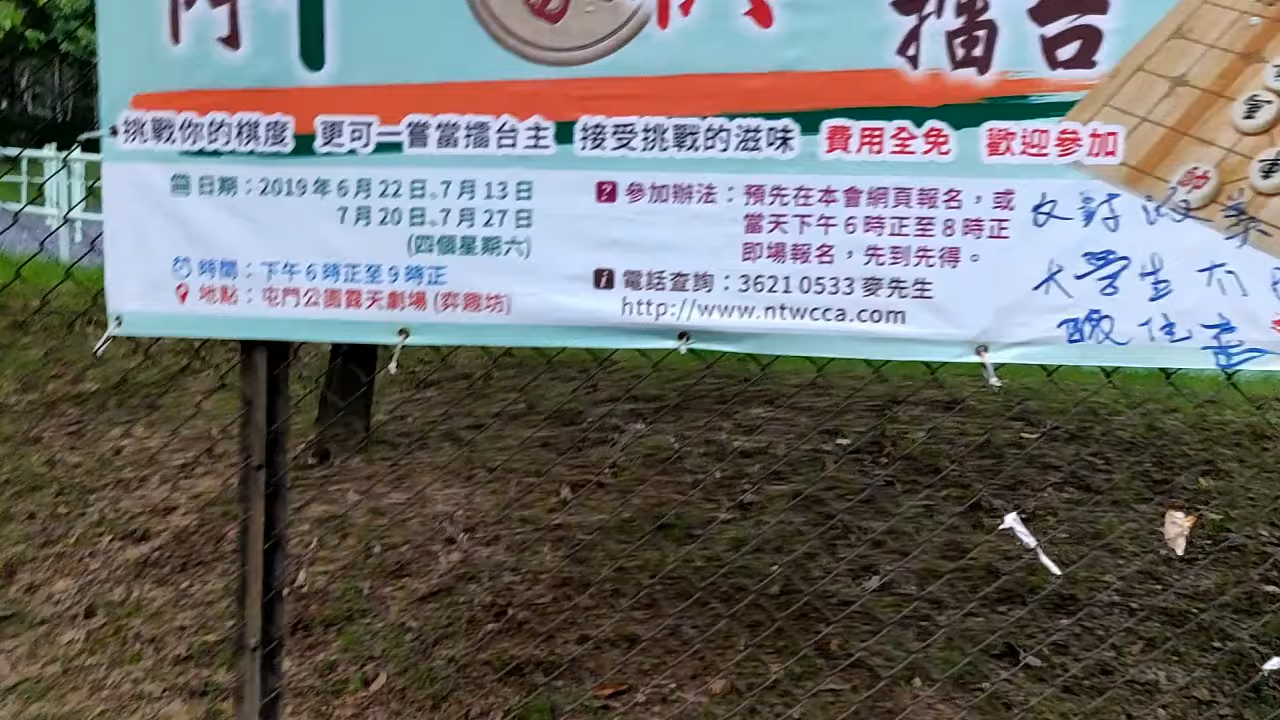 擂台
挑戰你的棋度 更可一嘗當擂台主 接受挑戰的滋味 費用全免 歡迎參加
日期：2019年6月22日、7月13日
7月20日、7月27日
(四個星期六)
時間：下午6時正至9時正
地點：屯門公園露天劇場(弈趣坊)
參加辦法：預先在本會網頁報名，或
當天下午6時正至8時正
即場報名，先到先得。
電話查詢：3621 0533 麥先生
http://www.ntwcca.com
大學生